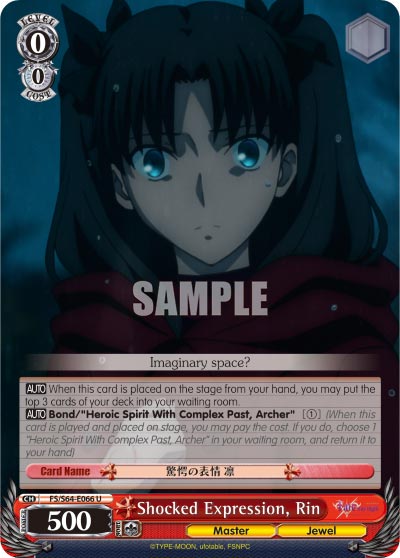 LEVEL
0
0
COST
SAMPLE
Imaginary space?
AUTO When this card is placed on the stage from your hand, you may put the
top 3 cards of your deck into your waiting room.
AUTO Bond/"Heroic Spirit With Complex Past, Archer" [①] (When this
card is played and placed on stage, you may pay the cost. If you do, choose 1
"Heroic Spirit With Complex Past, Archer" in your waiting room, and return it
to your hand)
Card Name 驚愕の表情 凛
CH FS/S64-E066 U
POWER 500
Shocked Expression, Rin
Master Jewel
©TYPE-MOON, ufotable, FSNPC